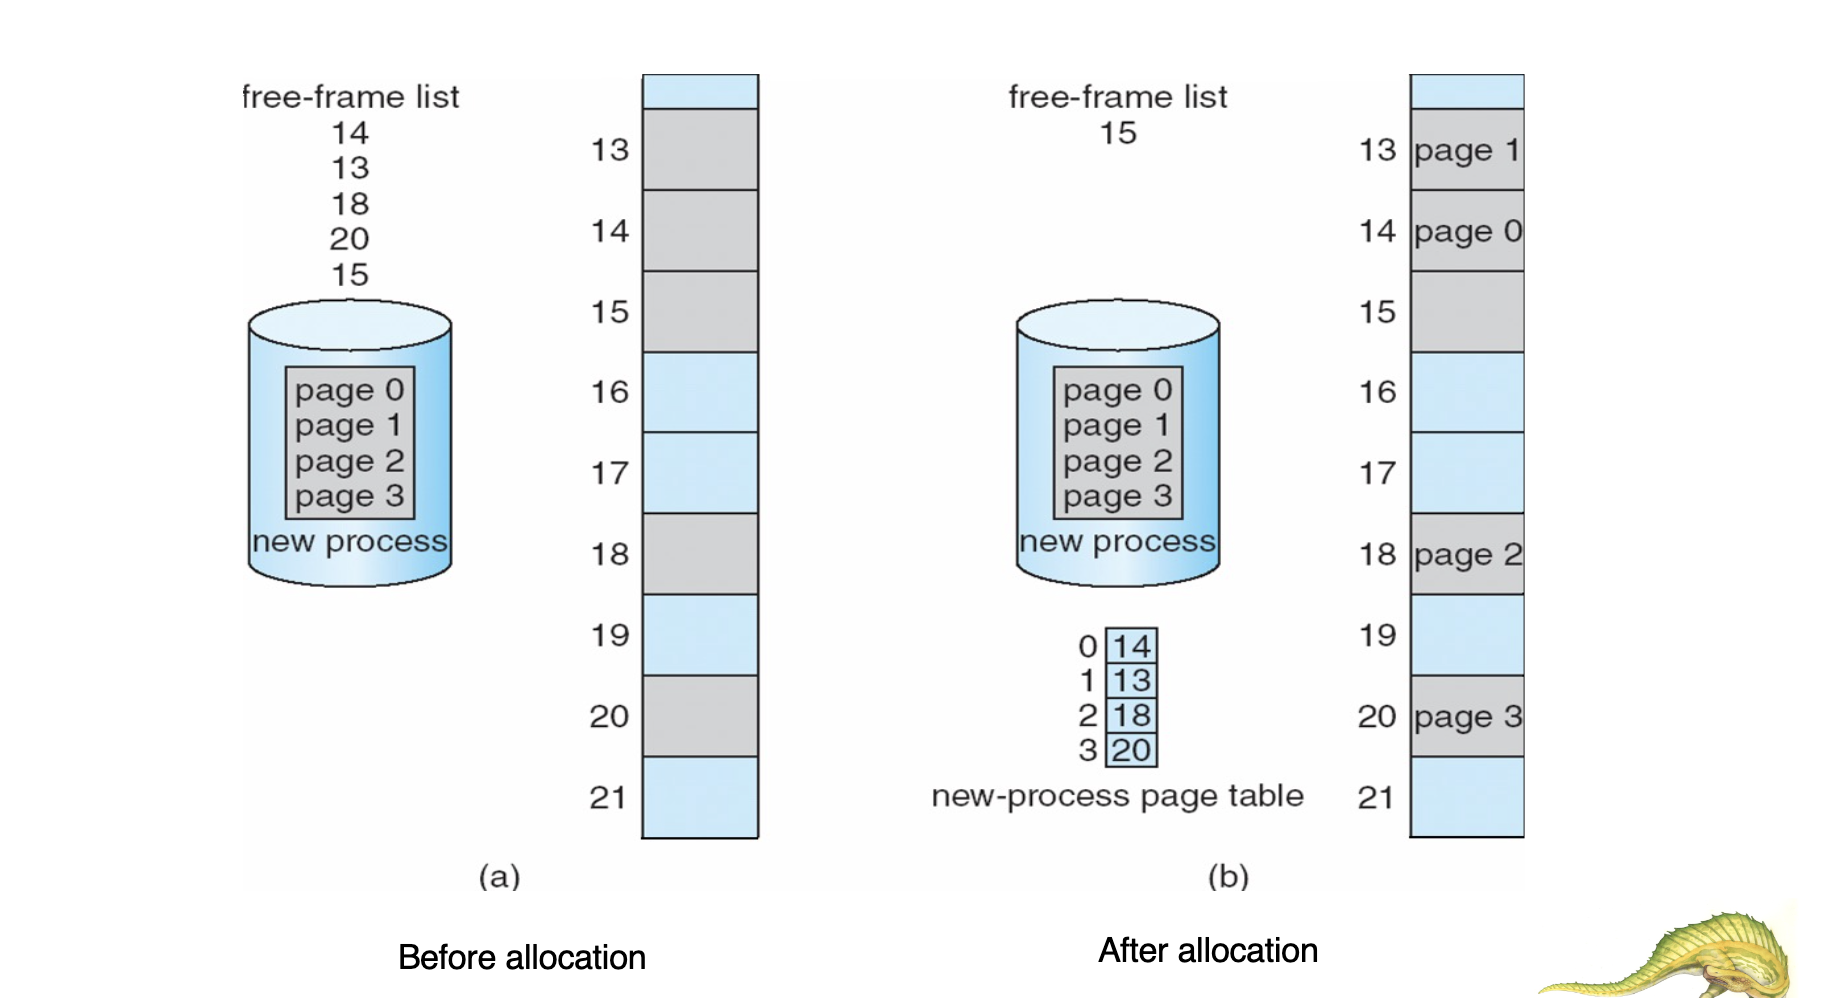 free-frame list
14
13
18
20
15
page 0
page 1
page 2
page 3
new process
13
14
15
16
17
18
19
20
21
(a)
Before allocation
free-frame list
15
page 0
page 1
page 2
page 3
new process
0 14
1 13
2 18
3 20
new-process page table
13 page 1
14 page 0
15
16
17
18 page 2
19
20 page 3
21
(b)
After allocation